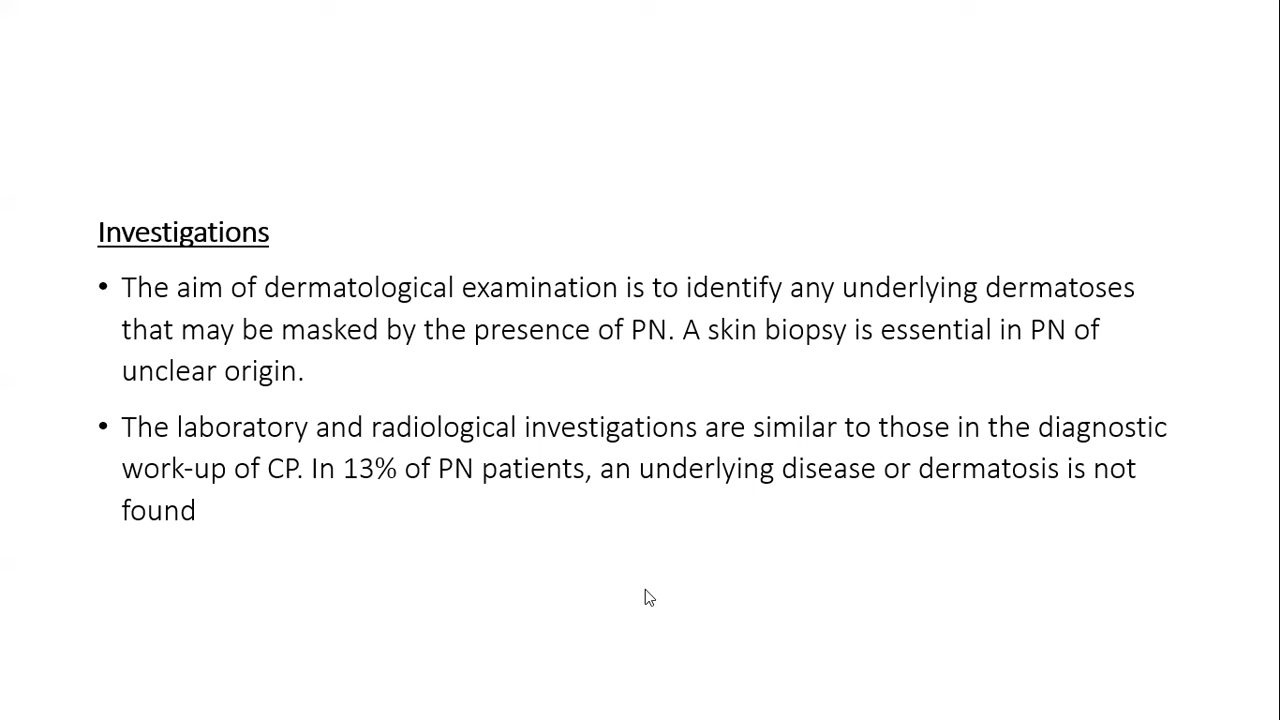 Investigations
• The aim of dermatological examination is to identify any underlying dermatoses
that may be masked by the presence of PN. A skin biopsy is essential in PN of
unclear origin.
• The laboratory and radiological investigations are similar to those in the diagnostic
work-up of CP. In 13% of PN patients, an underlying disease or dermatosis is not
found